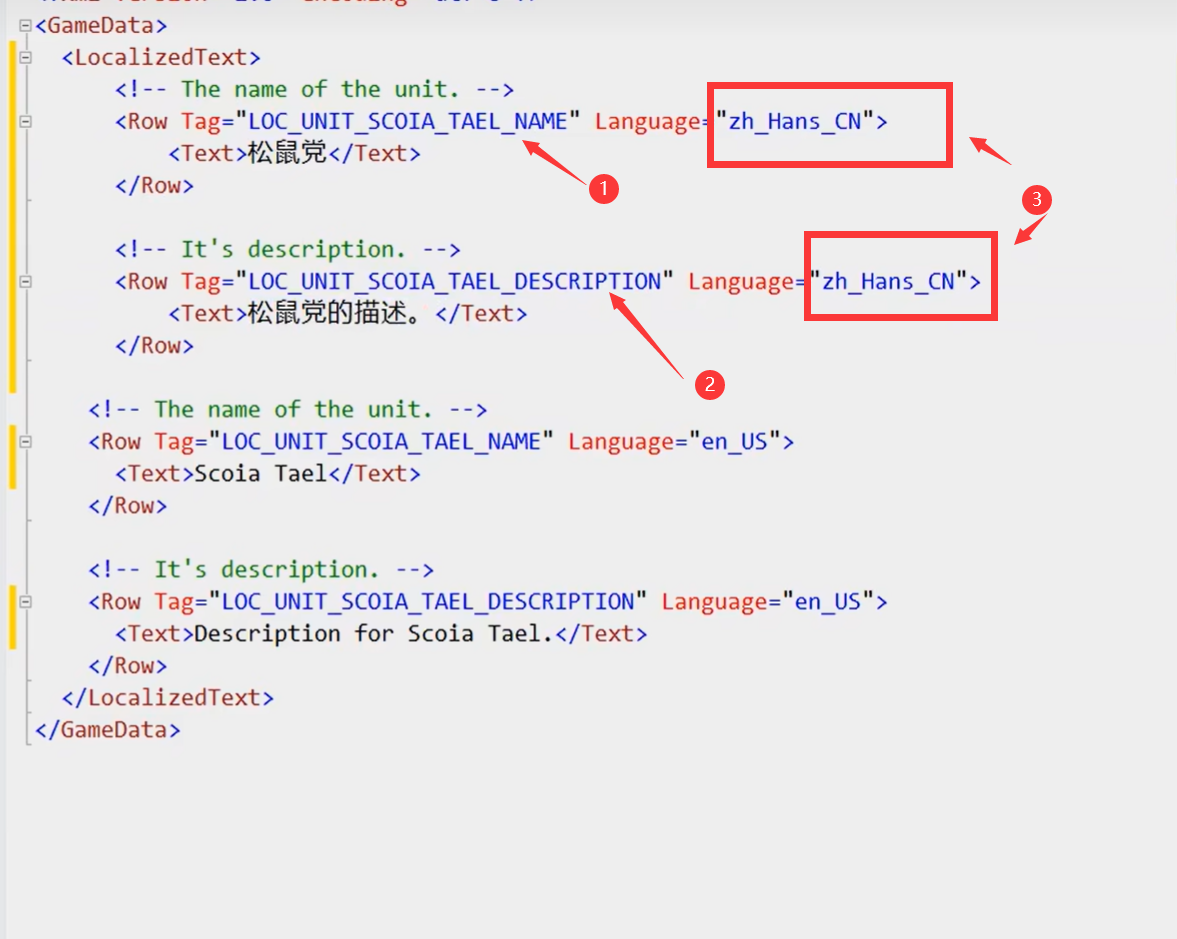 <GameData>
<LocalizedText>
<!-- The name of the unit. -->
<Row Tag="LOC_UNIT_SCOIA_TAEL_NAME" Language="zh_Hans_CN">
<Text>松鼠党</Text>
</Row>
1
3
<!-- It's description. -->
<Row Tag="LOC_UNIT_SCOIA_TAEL_DESCRIPTION" Language="zh_Hans_CN">
<Text>松鼠党的描述。</Text>
</Row>
2
<!-- The name of the unit. -->
<Row Tag="LOC_UNIT_SCOIA_TAEL_NAME" Language="en_US">
<Text>Scoia Tael</Text>
</Row>
<!-- It's description. -->
<Row Tag="LOC_UNIT_SCOIA_TAEL_DESCRIPTION" Language="en_US">
<Text>Description for Scoia Tael.</Text>
</Row>
</LocalizedText>
</GameData>